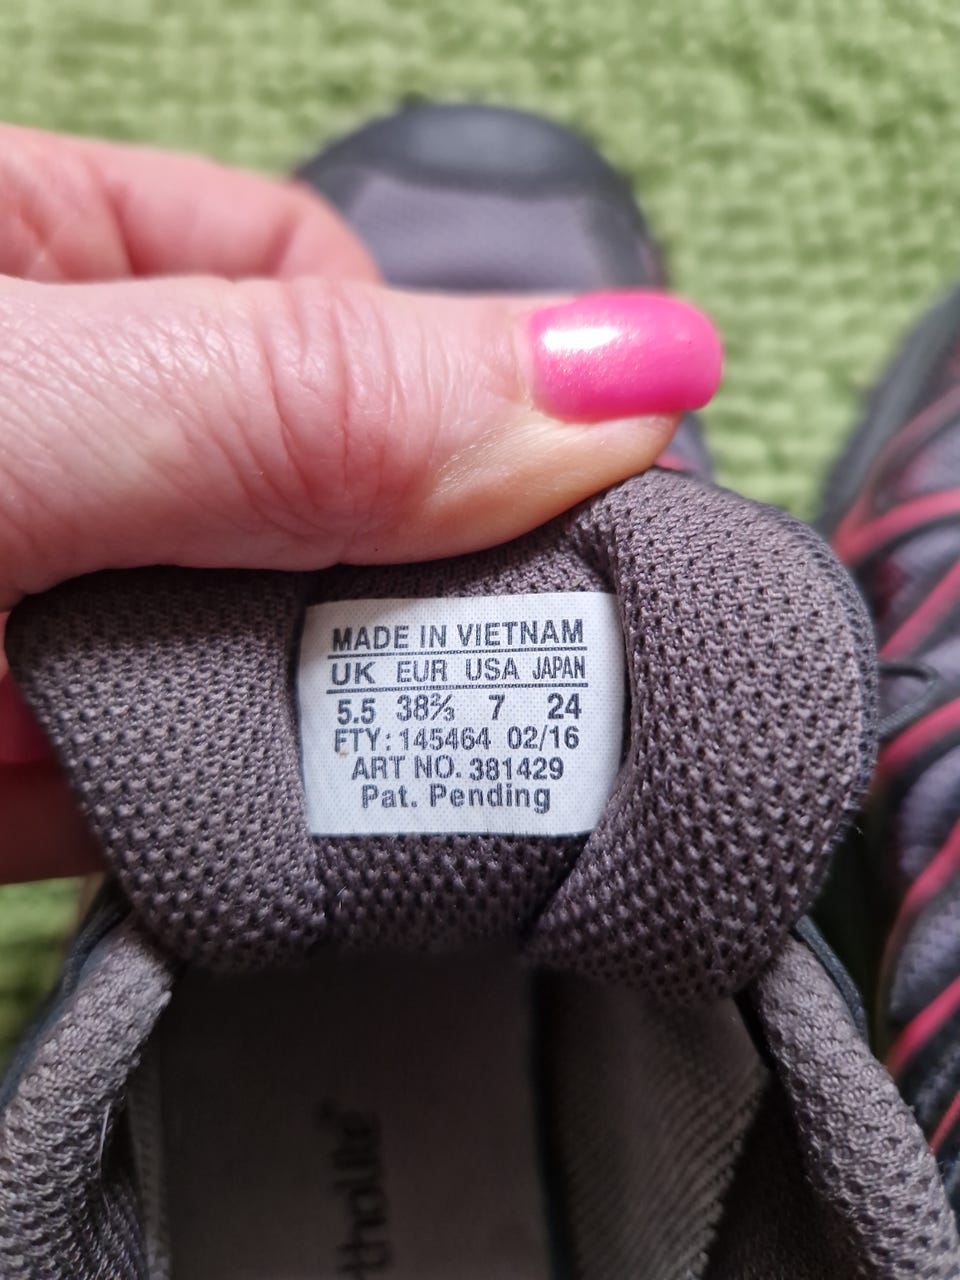 MADE IN VIETNAM
UK EUR USA JAPAN
5.5 38⅔ 7 24
FTY: 145464 02/16
ART NO. 381429
Pat. Pending